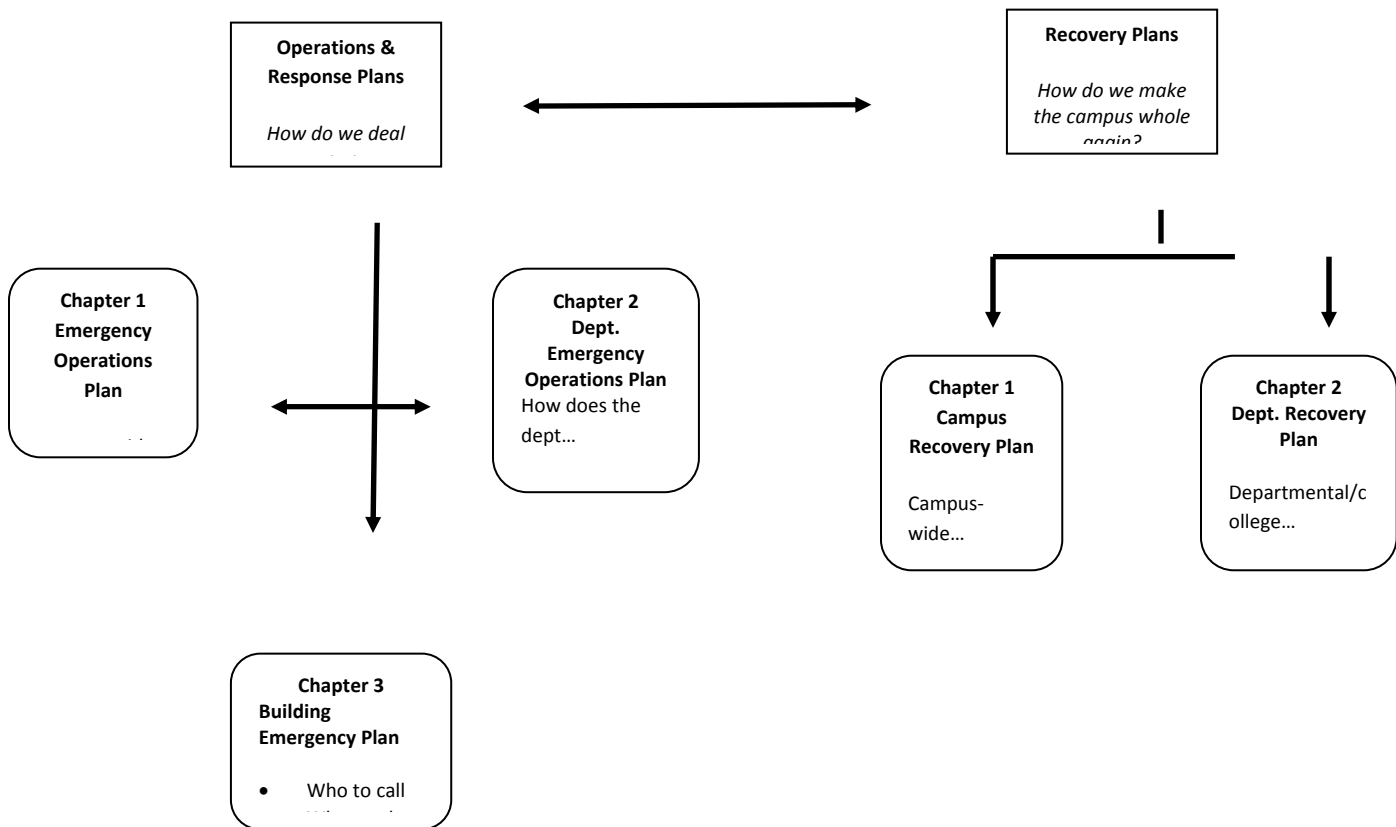 Operations &
Response Plans
How do we deal
Recovery Plans
How do we make
the campus whole
again?
Chapter 1
Emergency
Operations
Plan
Chapter 2
Dept.
Emergency
Operations Plan
How does the
dept…
Chapter 1
Campus
Recovery Plan
Campus-
wide…
Chapter 2
Dept. Recovery
Plan
Departmental/c
ollege…
Chapter 3
Building
Emergency Plan
• Who to call